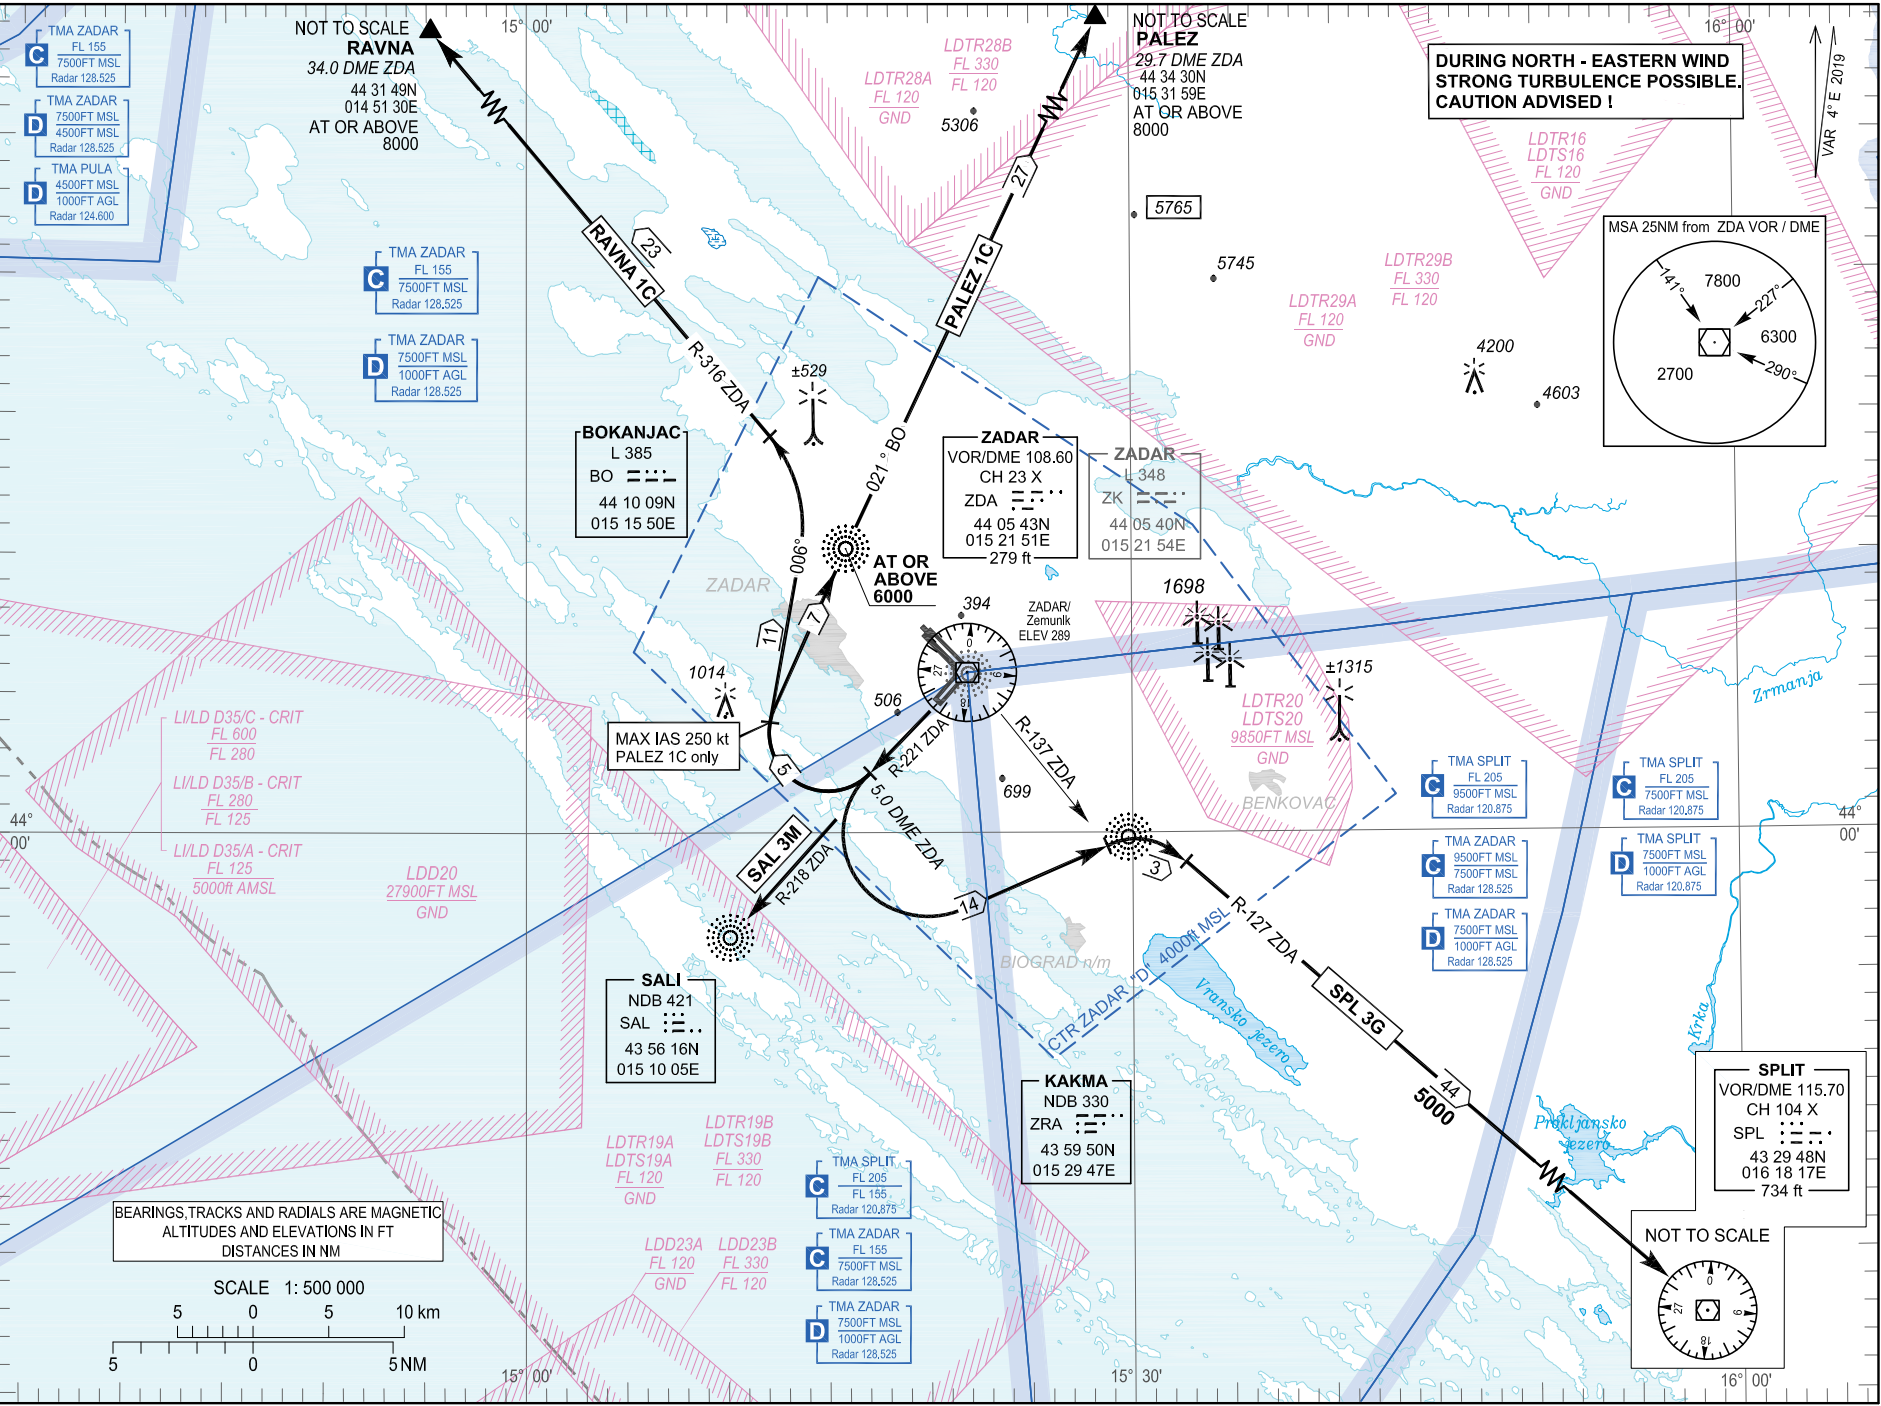 15° 00'
16° 00'
TMA ZADAR
C
FL 155
7500FT MSL
Radar 128.525
TMA ZADAR
D
7500FT MSL
4500FT MSL
Radar 128.525
TMA PULA
D
4500FT MSL
1000FT AGL
Radar 124.600
NOT TO SCALE
RAVNA
34.0 DME ZDA
44 31 49N
014 51 30E
AT OR ABOVE
8000
NOT TO SCALE
PALEZ
29.7 DME ZDA
44 34 30N
015 31 59E
AT OR ABOVE
8000
LDTR28B
FL 330
FL 120
LDTR28A
FL 120
GND
5306
DURING NORTH - EASTERN WIND
STRONG TURBULENCE POSSIBLE.
CAUTION ADVISED !
VAR 4° E 2019
LDTR16
LDTS16
FL 120
GND
5765
5745
27
23
RAVNA 1C
PALEZ 1C
TMA ZADAR
C
FL 155
7500FT MSL
Radar 128.525
TMA ZADAR
D
7500FT MSL
1000FT AGL
Radar 128.525
LDTR29B
FL 330
FL 120
LDTR29A
FL 120
GND
MSA 25NM from ZDA VOR / DME
141°
7800
227°
6300
2700
290°
4200
4603
R-316 ZDA
±529
021° BO
BOKANJAC
L 385
BO
44 10 09N
015 15 50E
ZADAR
VOR/DME 108.60
CH 23 X
ZDA
44 05 43N
015 21 51E
279 ft
ZADAR
L 348
ZK
44 05 40N
015 21 54E
006°
AT OR
ABOVE
6000
ZADAR
7
11
394
ZADAR/
Zemunik
ELEV 289
0
9
18
27
1698
±1315
Zrmanja
1014
506
MAX IAS 250 kt
PALEZ 1C only
5
R-221 ZDA
R-137 ZDA
699
5.0 DME ZDA
LDTR20
LDTS20
9850FT MSL
GND
BENKOVAC
LI/LD D35/C - CRIT
FL 600
FL 280
LI/LD D35/B - CRIT
FL 280
FL 125
LI/LD D35/A - CRIT
FL 125
5000ft AMSL
LDD20
27900FT MSL
GND
TMA SPLIT
C
FL 205
9500FT MSL
Radar 120.875
TMA SPLIT
C
FL 205
7500FT MSL
Radar 120.875
TMA ZADAR
C
9500FT MSL
7500FT MSL
Radar 128.525
TMA SPLIT
D
7500FT MSL
1000FT AGL
Radar 120.875
TMA ZADAR
D
7500FT MSL
1000FT AGL
Radar 128.525
44°
00'
44°
00'
SAL 3M
R-218 ZDA
3
14
R-127 ZDA
SPL 3G
BIOGRAD n/m
CTR ZADAR "D" 4000ft MSL
Vransko jezero
Krka
44
5000
SALI
NDB 421
SAL
43 56 16N
015 10 05E
KAKMA
NDB 330
ZRA
43 59 50N
015 29 47E
Prokljansko
jezero
SPLIT
VOR/DME 115.70
CH 104 X
SPL
43 29 48N
016 18 17E
734 ft
NOT TO SCALE
0
9
18
27
LDTR19A
LDTS19A
FL 120
GND
LDTR19B
LDTS19B
FL 330
FL 120
TMA SPLIT
C
FL 205
FL 155
Radar 120.875
TMA ZADAR
C
FL 155
7500FT MSL
Radar 128.525
TMA ZADAR
D
7500FT MSL
1000FT AGL
Radar 128.525
LDD23A
FL 120
GND
LDD23B
FL 330
FL 120
BEARINGS,TRACKS AND RADIALS ARE MAGNETIC
ALTITUDES AND ELEVATIONS IN FT
DISTANCES IN NM
SCALE 1: 500 000
5 0 5 10 km
5 0 5 NM
15° 00'
15° 30'
16° 00'